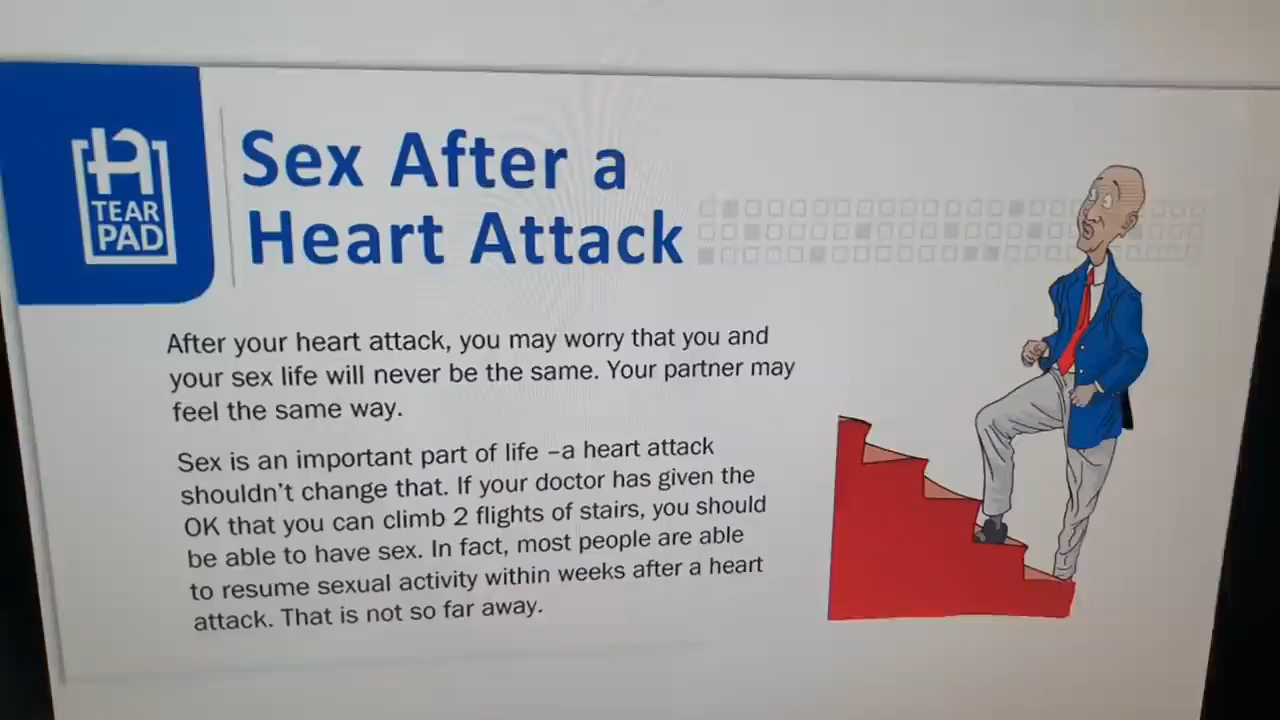 TEAR
PAD
Sex After a
Heart Attack
After your heart attack, you may worry that you and
your sex life will never be the same. Your partner may
feel the same way.
Sex is an important part of life –a heart attack
shouldn't change that. If your doctor has given the
OK that you can climb 2 flights of stairs, you should
be able to have sex. In fact, most people are able
to resume sexual activity within weeks after a heart
attack. That is not so far away.